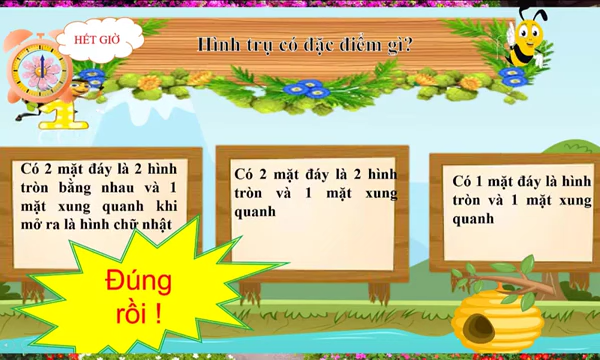 HẾT GIỜ
Hình trụ có đặc điểm gì?
Có 2 mặt đáy là 2 hình
tròn bằng nhau và 1
mặt xung quanh khi
mở ra là hình chữ nhật
Có 2 mặt đáy là 2 hình
tròn và 1 mặt xung
quanh
Có 1 mặt đáy là hình
tròn và 1 mặt xung
quanh
Đúng
rồi !